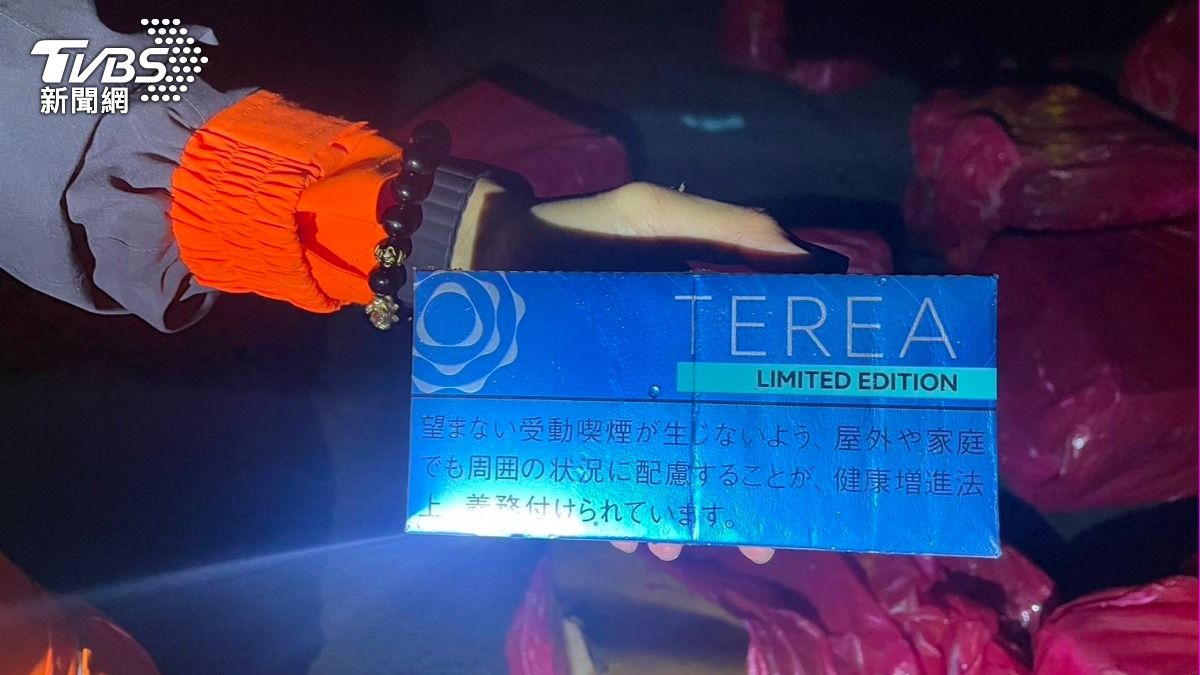 TVBS
新聞網
TEREA
LIMITED EDITION
望まない受動喫煙が生じないよう、屋外や家庭
でも周囲の状況に配慮することが、健康増進法
上、義務付けられています。